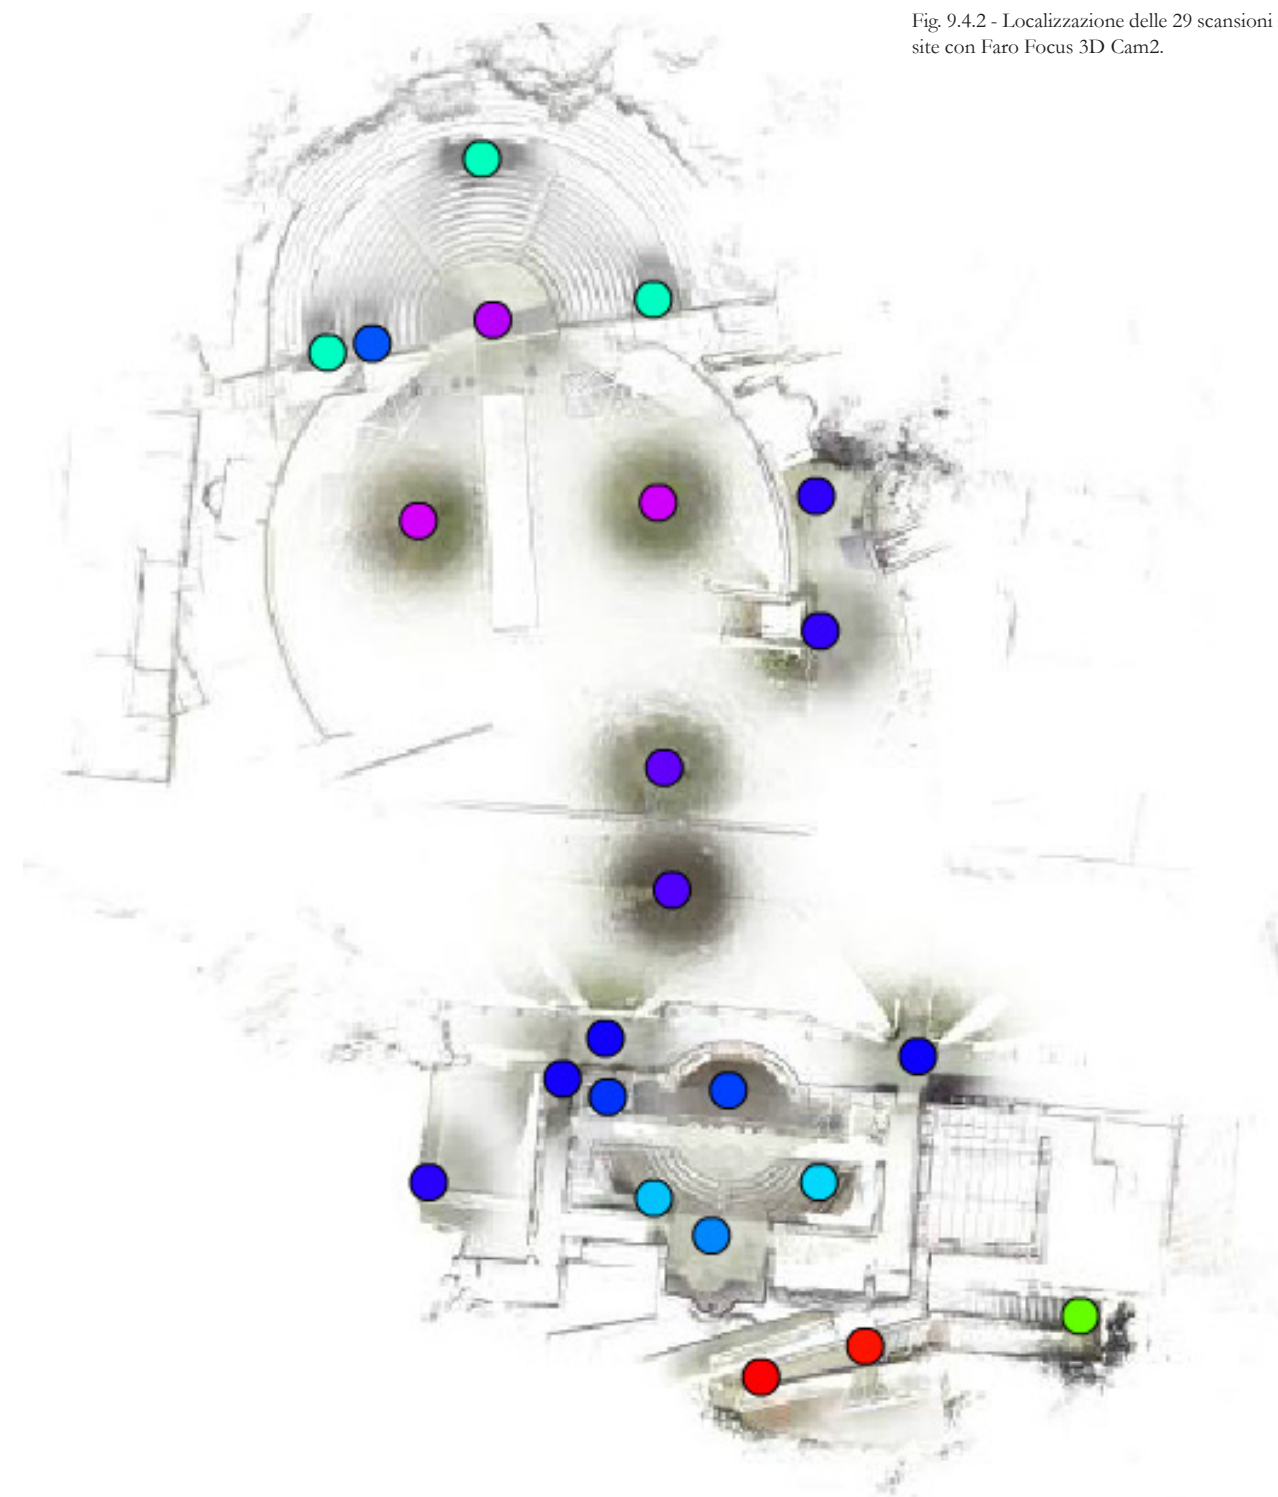 Fig. 9.4.2 - Localizzazione delle 29 scansioni
site con Faro Focus 3D Cam2.